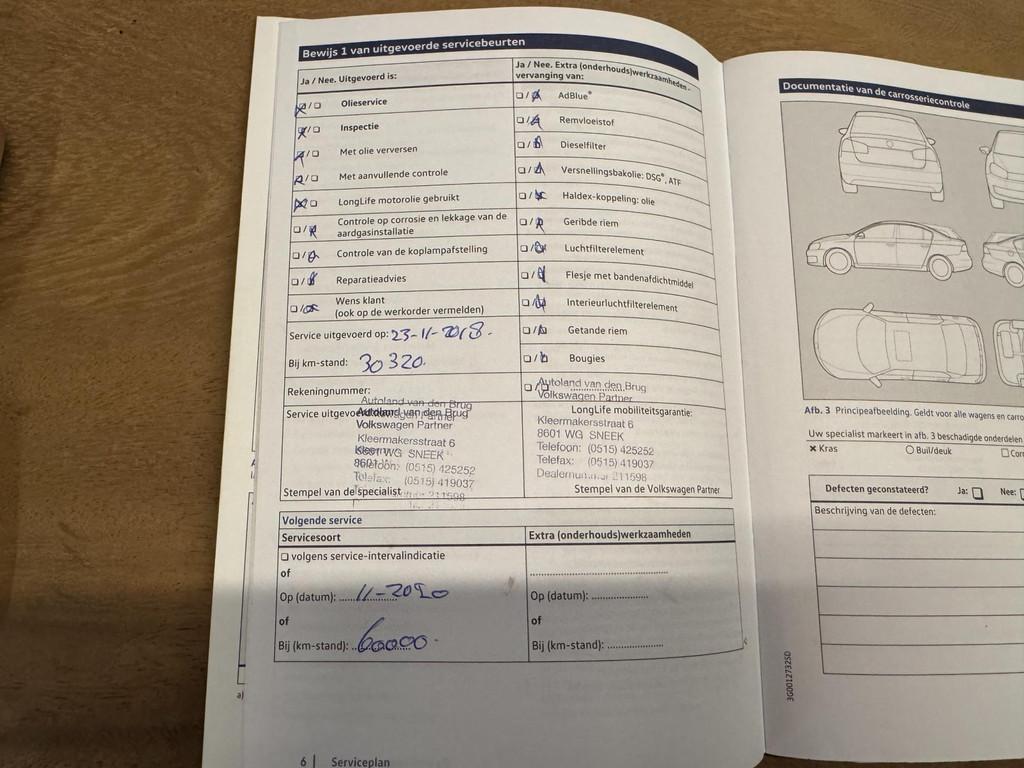 Bewijs 1 van uitgevoerde servicebeurten
Ja / Nee. Uitgevoerd is:
Olieservice
Inspectie
Met olie verversen
Met aanvullende controle
LongLife motorolie gebruikt
Controle op corrosie en lekkage van de
aardgasinstallatie
Controle van de koplampafstelling
Reparatieadvies
Wens klant
(ook op de werkorder vermelden)
Service uitgevoerd op: 23-11-2018.
Bij km-stand: 30320.
Rekeningnummer:
Service uitgevoerd
Autoland van den Brug
Volkswagen Partner
Kleermakersstraat 6
8601 WG SNEEK
Telefoon: (0515) 425252
Telefax: (0515) 419037
Stempel van de specialist
Ja / Nee. Extra (onderhouds)werkzaamheden -
vervanging van:
AdBlue®
Remvloeistof
Dieselfilter
Versnellingsbakolie: DSG®, ATF
Haldex-koppeling: olie
Geribde riem
Luchtfilterelement
Flesje met bandenafdichtmiddel
Interieurluchtfilterelement
Getande riem
Bougies
Autoland van den Brug
Volkswagen Partner
LongLife mobiliteitsgarantie:
Kleermakersstraat 6
8601 WG SNEEK
Telefoon: (0515) 425252
Telefax: (0515) 419037
Dealernummer 211598
Stempel van de Volkswagen Partner
Volgende service
Servicesoort
volgens service-intervalindicatie
of
Op (datum): 11-2020
of
Bij (km-stand): 60000.
Extra (onderhouds)werkzaamheden
Op (datum):
of
Bij (km-stand):
6 | Serviceplan
Documentatie van de carrosseriecontrole
Afb. 3 Principeafbeelding. Geldt voor alle wagens en
Uw specialist markeert in afb. 3 beschadigde onderdelen
Kras
Buil/deuk
Defecten geconstateerd? Ja: Nee:
Beschrijving van de defecten:
3G0012732SD